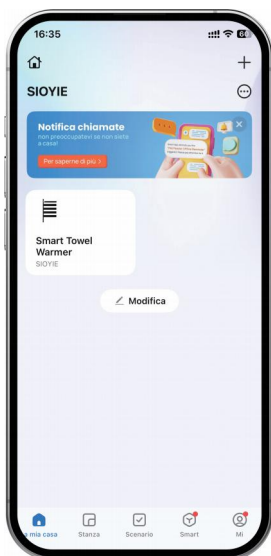 16:35
60
SIOYIE
Notifica chiamate
non preoccupatevi se non siete
a casa!
Per saperne di più >
Smart Towel
Warmer
SIOYIE
Modifica
mia casa
Stanza
Scenario
Smart
Mi